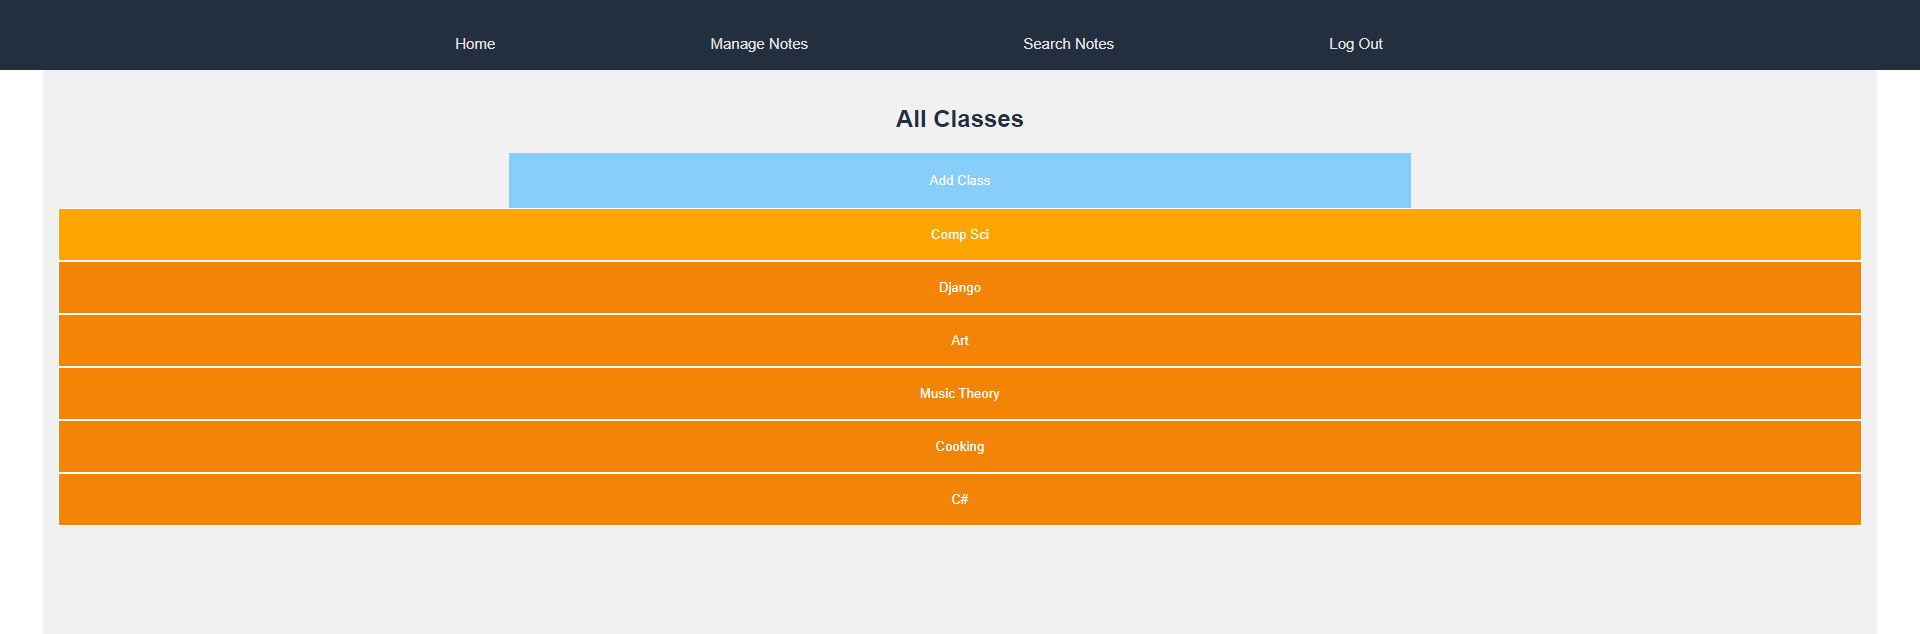 Home Manage Notes Search Notes Log Out
All Classes
Add Class
Comp Sci
Django
Art
Music Theory
Cooking
C#